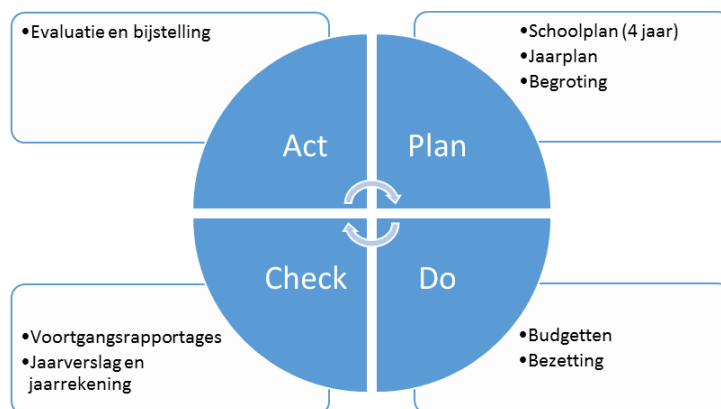 •Evaluatie en bijstelling
•Schoolplan (4 jaar)
•Jaarplan
•Begroting
Act
Plan
Check
Do
•Voortgangsrapportages
•Jaarverslag en
jaarrekening
•Budgetten
•Bezetting